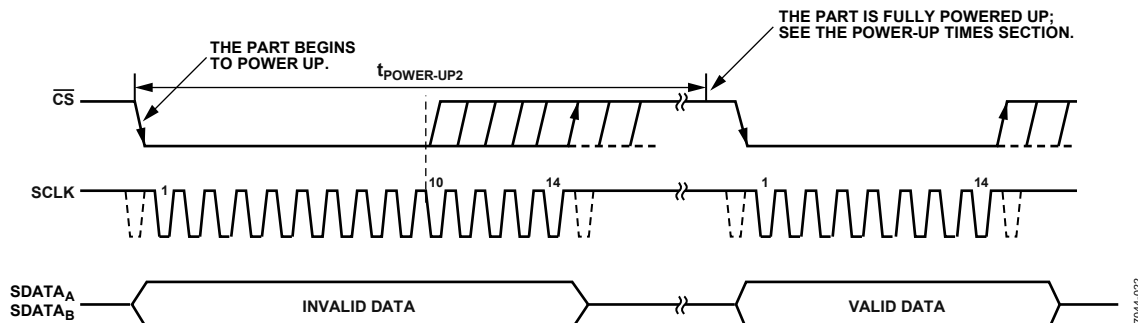 THE PART IS FULLY POWERED UP;
SEE THE POWER-UP TIMES SECTION.
THE PART BEGINS
TO POWER UP.
tPOWER-UP2
CS
SCLK
1
10
14
1
14
SDATAA
SDATAB
INVALID DATA
VALID DATA